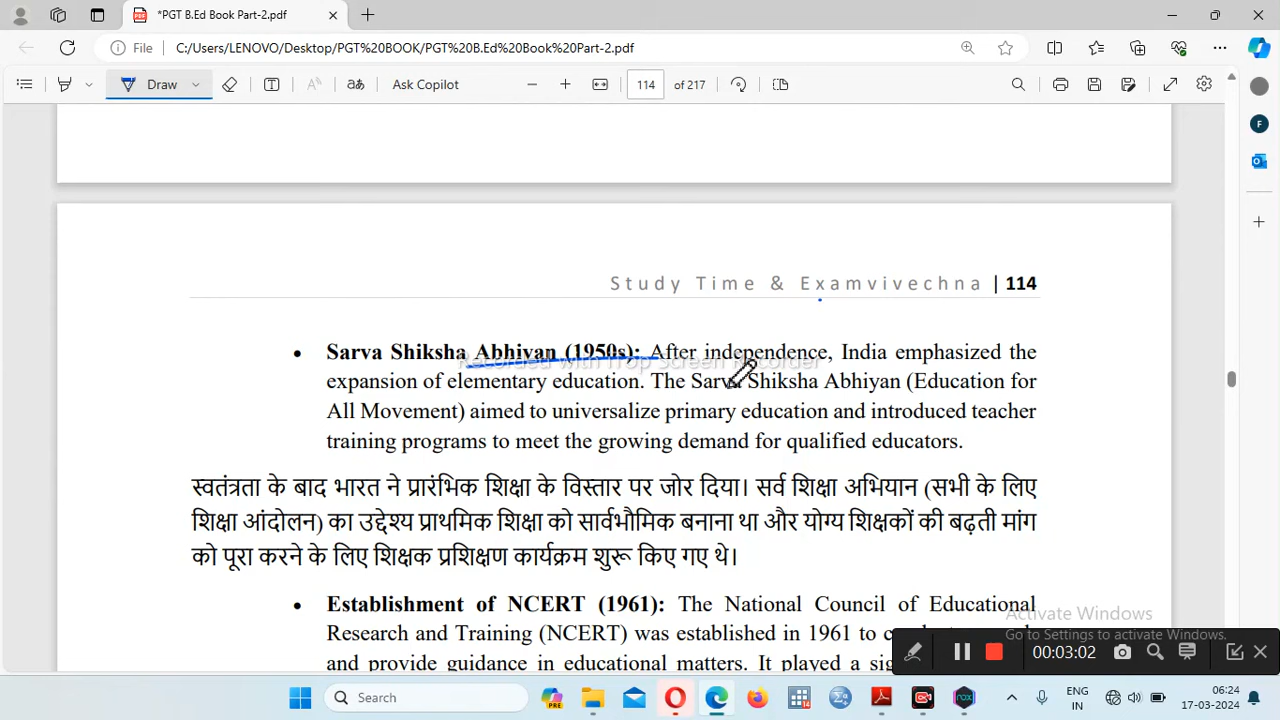 *PGT B.Ed Book Part-2.pdf
File C:/Users/LENOVO/Desktop/PGT%20BOOK/PGT%20B.Ed%20Book%20Part-2.pdf
Draw Ask Copilot 114 of 217
Study Time & Examvivechna | 114
• Sarva Shiksha Abhiyan (1950s): After independence, India emphasized the
Recorded with iTop Screen Recorder
expansion of elementary education. The Sarva Shiksha Abhiyan (Education for
All Movement) aimed to universalize primary education and introduced teacher
training programs to meet the growing demand for qualified educators.
स्वतंत्रता के बाद भारत ने प्रारंभिक शिक्षा के विस्तार पर जोर दिया। सर्व शिक्षा अभियान (सभी के लिए
शिक्षा आंदोलन) का उद्देश्य प्राथमिक शिक्षा को सार्वभौमिक बनाना था और योग्य शिक्षकों की बढ़ती मांग
को पूरा करने के लिए शिक्षक प्रशिक्षण कार्यक्रम शुरू किए गए थे।
• Establishment of NCERT (1961): The National Council of Educational
Activate Windows
Research and Training (NCERT) was established in 1961 to
Go to Settings to activate Windows.
and provide guidance in educational matters. It played a
00:03:02
Search
PRE
ENG
IN
06:24
17-03-2024